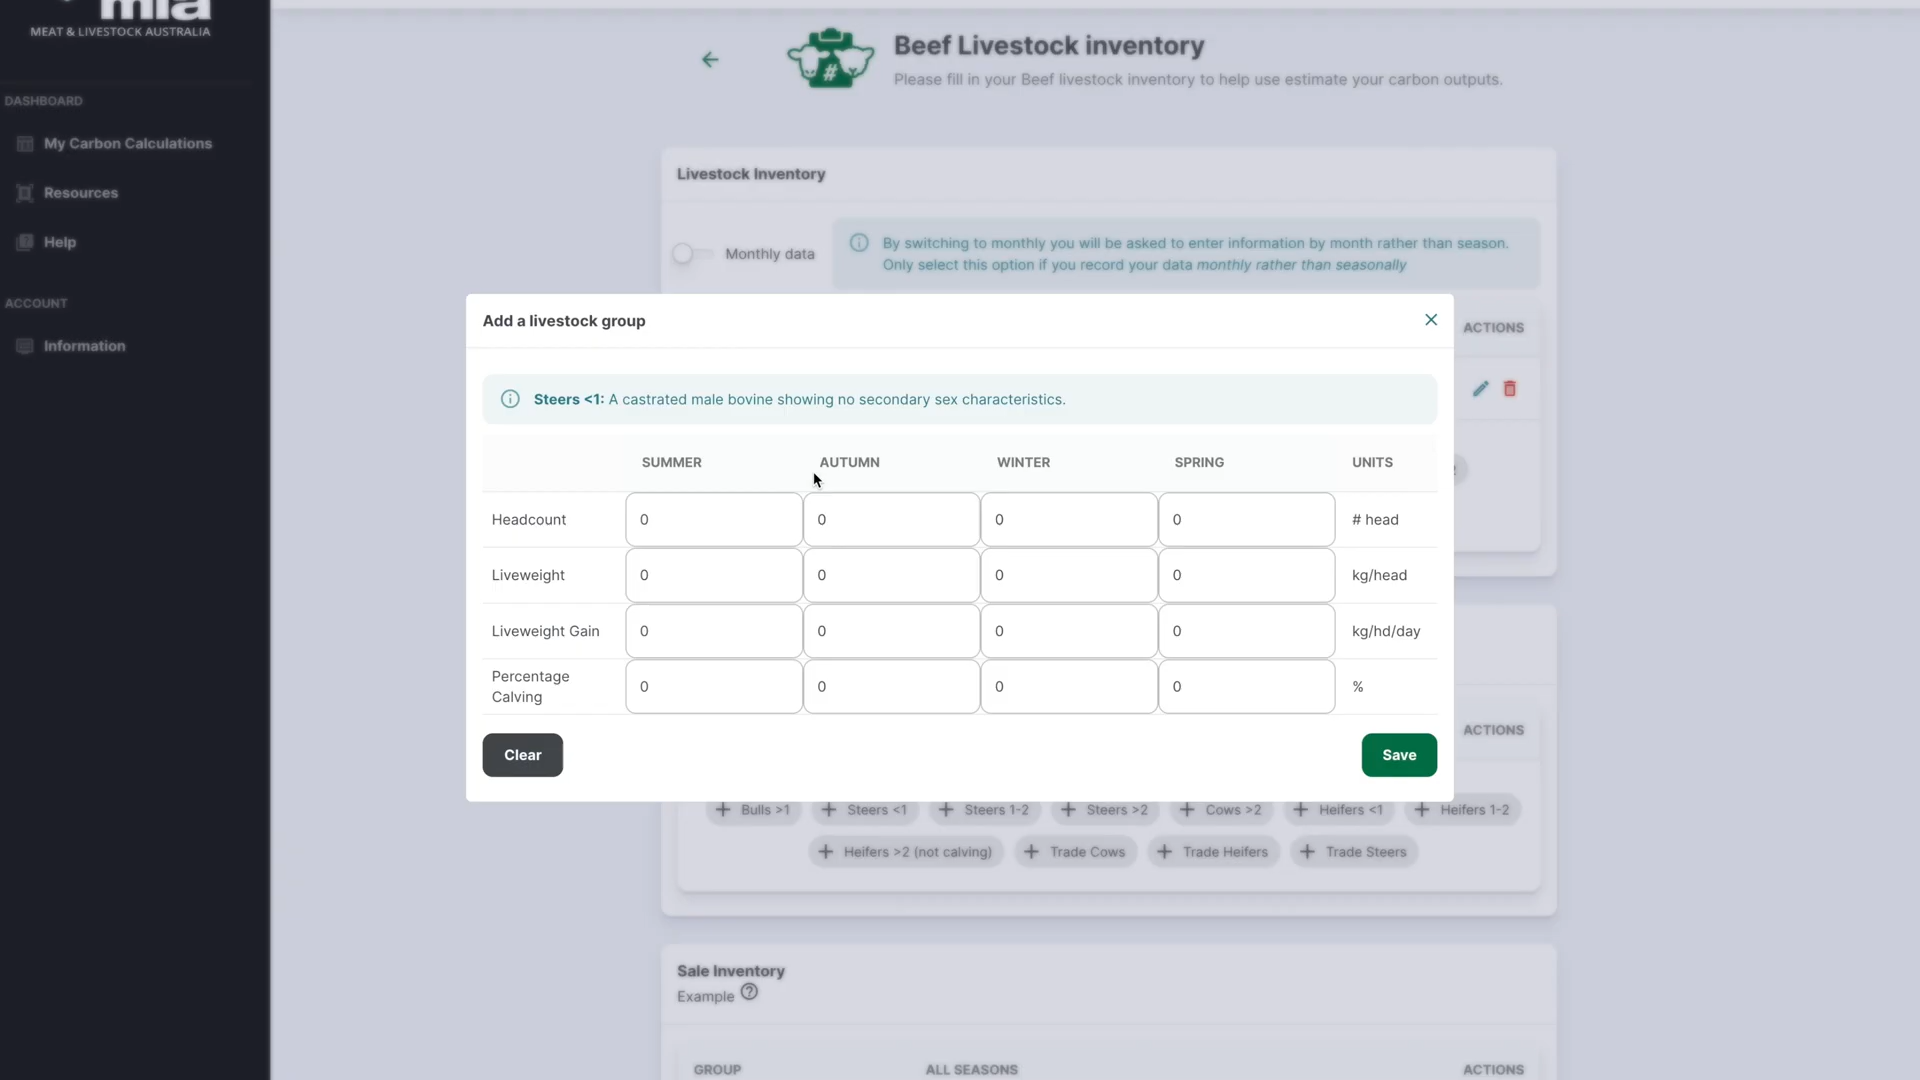 mla
MEAT & LIVESTOCK AUSTRALIA
DASHBOARD
My Carbon Calculations
Resources
Help
ACCOUNT
Information
Beef Livestock inventory
Please fill in your Beef livestock inventory to help use estimate your carbon outputs.
Livestock Inventory
Monthly data
By switching to monthly you will be asked to enter information by month rather than season.
Only select this option if you record your data monthly rather than seasonally
ACTIONS
Add a livestock group
Steers <1: A castrated male bovine showing no secondary sex characteristics.
SUMMER AUTUMN WINTER SPRING UNITS
Headcount 0 0 0 0 # head
Liveweight 0 0 0 0 kg/head
Liveweight Gain 0 0 0 0 kg/hd/day
Percentage
Calving 0 0 0 0 %
Clear Save
ACTIONS
+ Bulls >1 + Steers <1 + Steers 1-2 + Steers >2 + Cows >2 + Heifers <1 + Heifers 1-2
+ Heifers >2 (not calving) + Trade Cows + Trade Heifers + Trade Steers
Sale Inventory
Example ?
GROUP ALL SEASONS ACTIONS